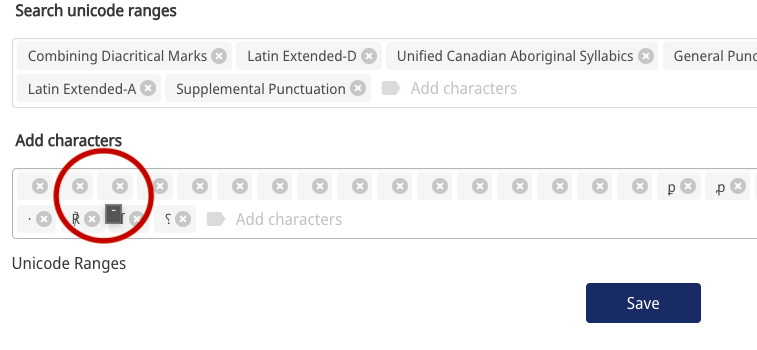 Search unicode ranges
Combining Diacritical Marks Latin Extended-D Unified Canadian Aboriginal Syllabics General Punc
Latin Extended-A Supplemental Punctuation Add characters
Add characters
· ⸮ Add characters
Unicode Ranges
Save